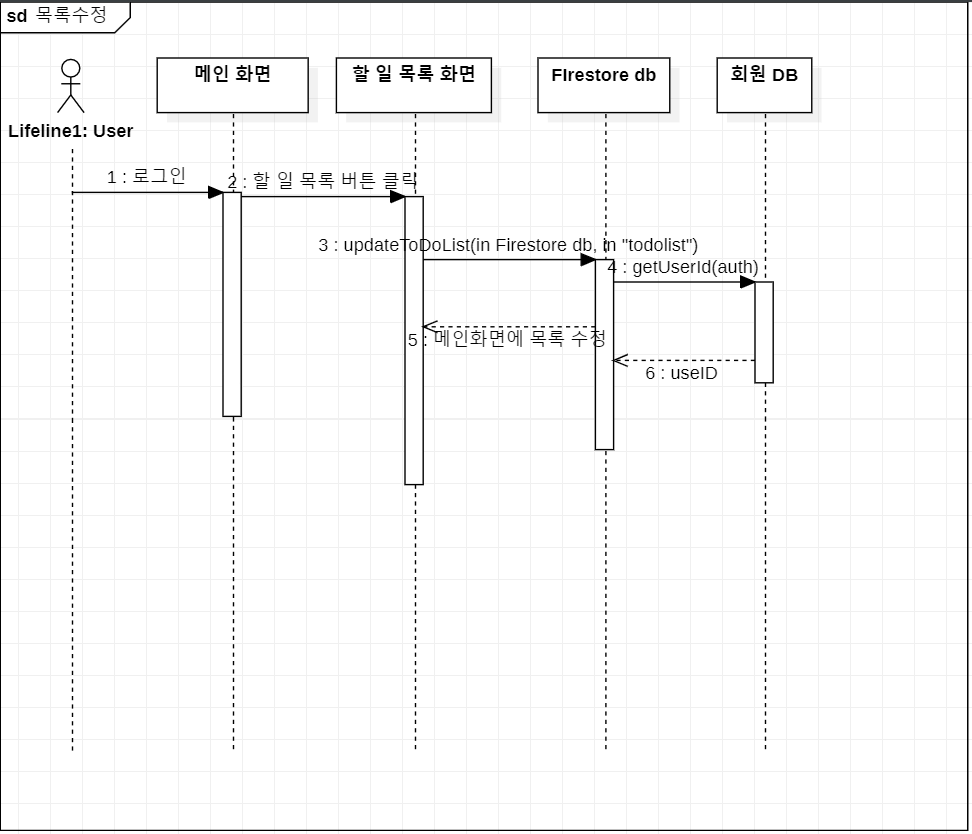 sd 목록수정
메인 화면
할 일 목록 화면
FIrestore db
회원 DB
Lifeline1: User
1 : 로그인
2 : 할 일 목록 버튼 클릭
3 : updateToDoList(in Firestore db, in "todolist")
4 : getUserId(auth)
5 : 메인화면에 목록 수정
6 : useID